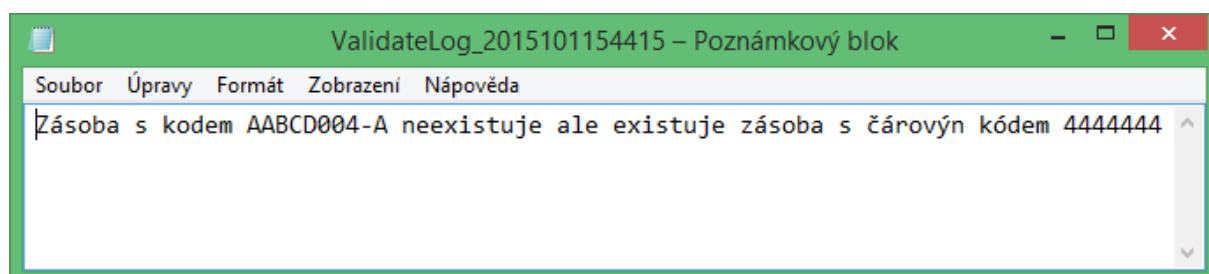 ValidateLog_2015101154415 – Poznámkový blok
Soubor Úpravy Formát Zobrazení Nápověda
Zásoba s kodem AABCD004-A neexistuje ale existuje zásoba s čárovýn kódem 4444444